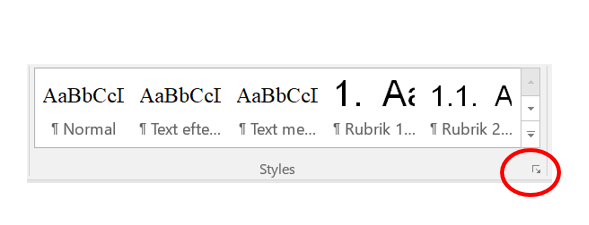 AaBbCcI AaBbCcI AaBbCcI 1. Aa 1.1. A
¶ Normal ¶ Text efte... ¶ Text me... ¶ Rubrik 1... ¶ Rubrik 2...
Styles